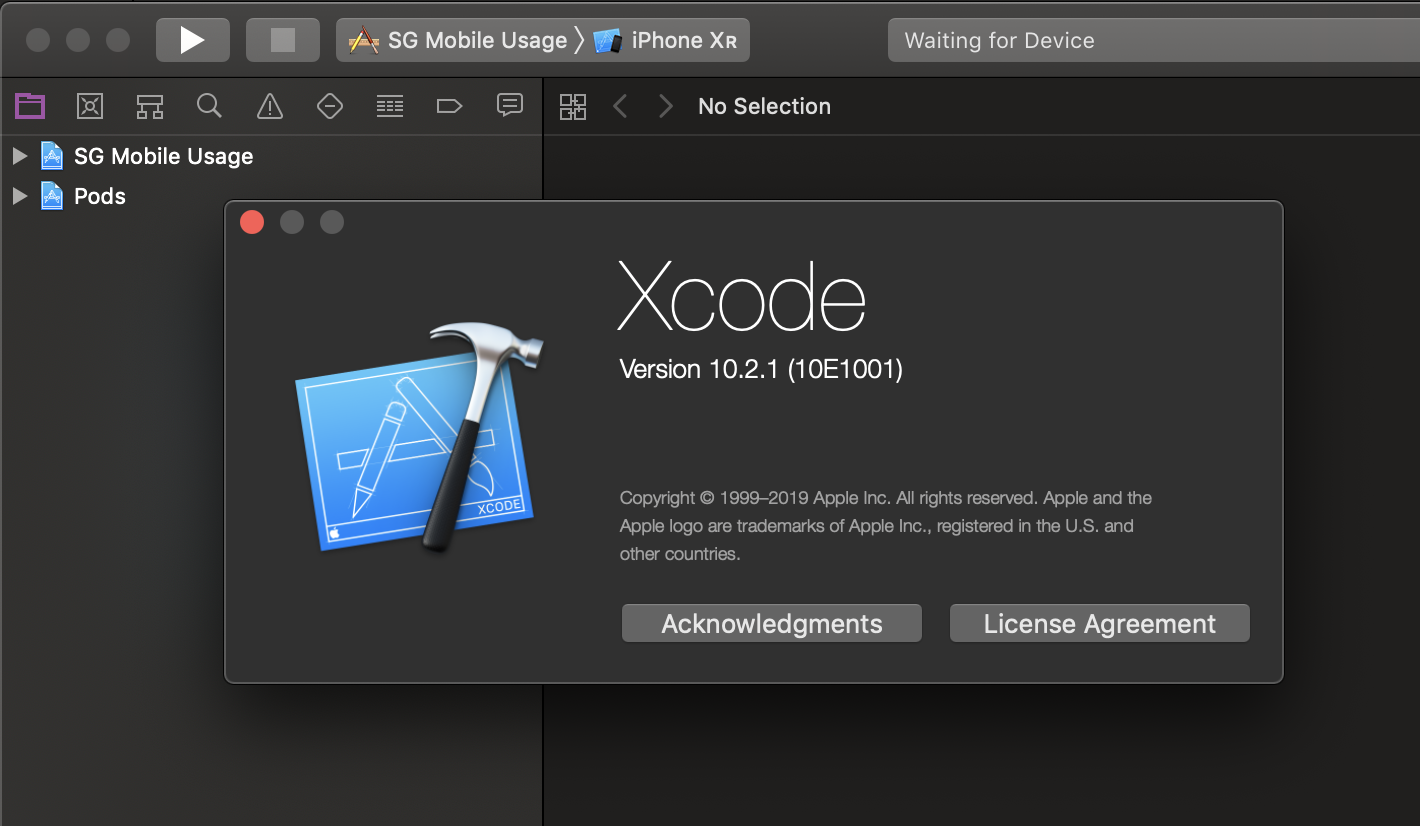 SG Mobile Usage
iPhone XR
Waiting for Device
No Selection
SG Mobile Usage
Pods
Xcode
Version 10.2.1 (10E1001)
XCODE
Copyright © 1999–2019 Apple Inc. All rights reserved. Apple and the
Apple logo are trademarks of Apple Inc., registered in the U.S. and
other countries.
Acknowledgments
License Agreement